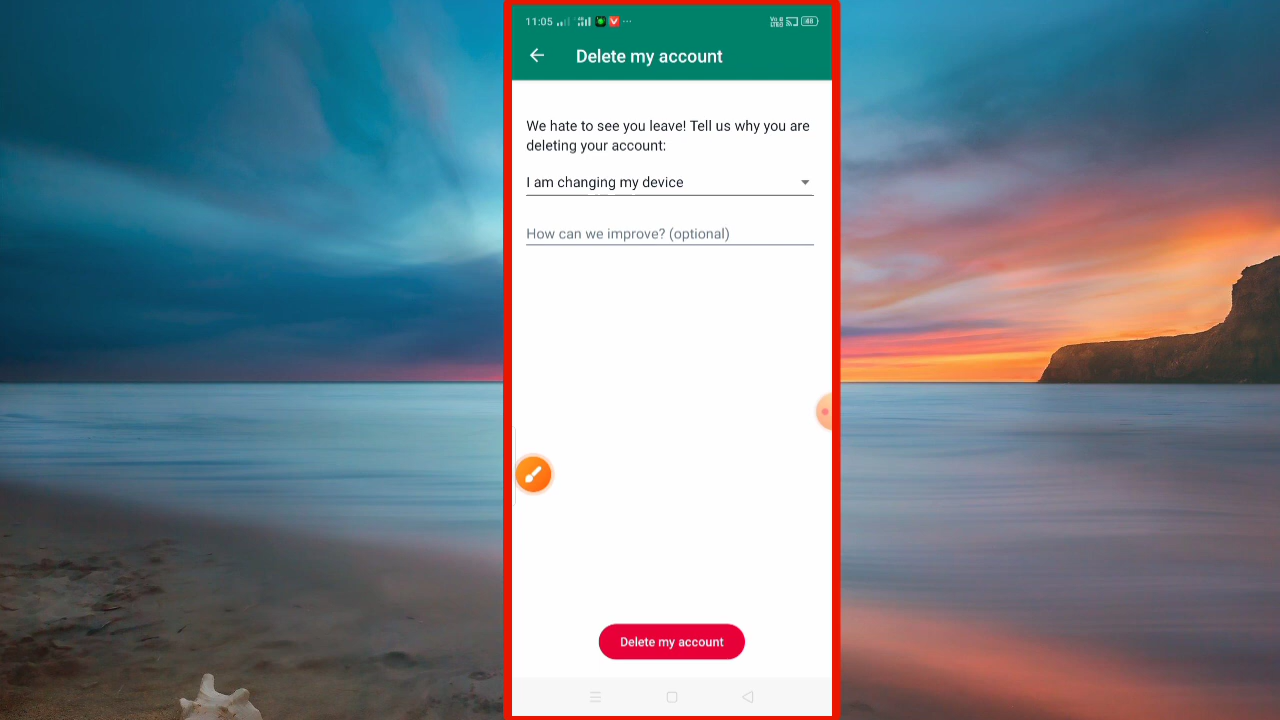 11:05
Delete my account
We hate to see you leave! Tell us why you are
deleting your account:
I am changing my device
How can we improve? (optional)
Delete my account